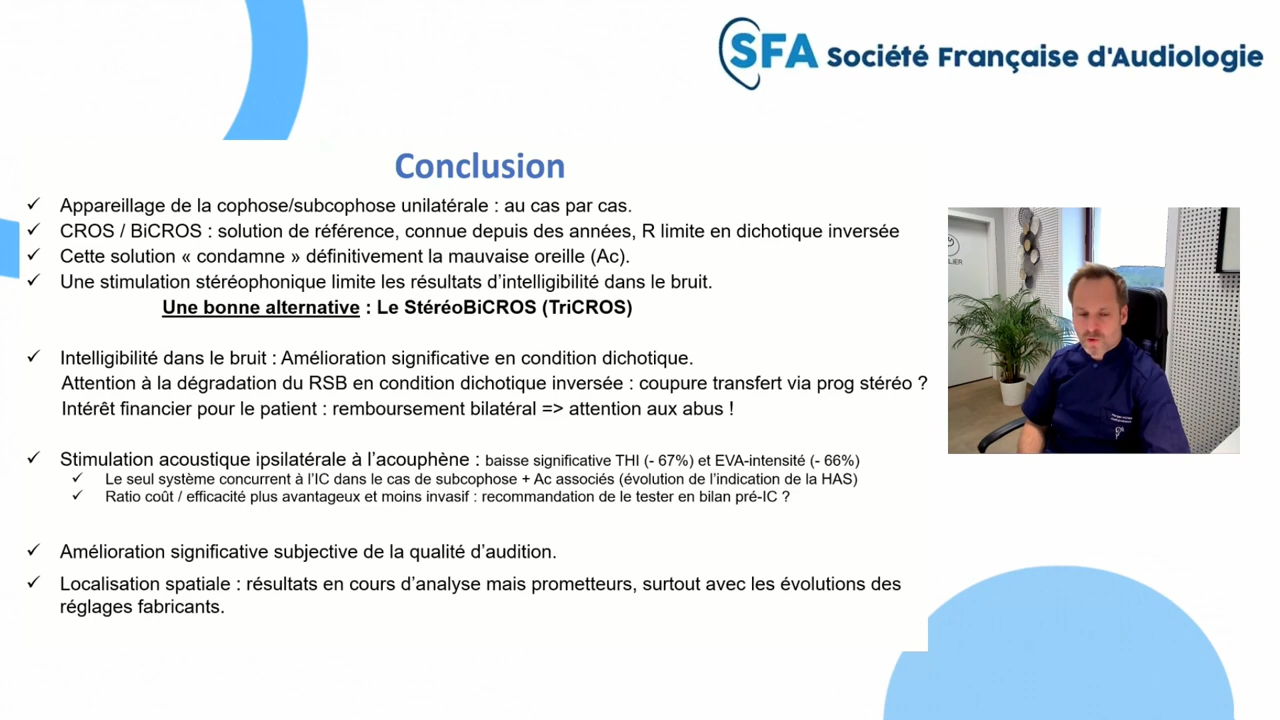 SFA Société Française d'Audiologie
Conclusion
✓ Appareillage de la cophose/subcophose unilatérale : au cas par cas.
✓ CROS / BiCROS : solution de référence, connue depuis des années, R limite en dichotique inversée
✓ Cette solution « condamne » définitivement la mauvaise oreille (Ac).
✓ Une stimulation stéréophonique limite les résultats d’intelligibilité dans le bruit.
Une bonne alternative : Le StéréoBiCROS (TriCROS)
✓ Intelligibilité dans le bruit : Amélioration significative en condition dichotique.
Attention à la dégradation du RSB en condition dichotique inversée : coupure transfert via prog stéréo ?
Intérêt financier pour le patient : remboursement bilatéral => attention aux abus !
✓ Stimulation acoustique ipsilatérale à l’acouphène : baisse significative THI (- 67%) et EVA-intensité (- 66%)
✓ Le seul système concurrent à l’IC dans le cas de subcophose + Ac associés (évolution de l’indication de la HAS)
✓ Ratio coût / efficacité plus avantageux et moins invasif : recommandation de le tester en bilan pré-IC ?
✓ Amélioration significative subjective de la qualité d’audition.
✓ Localisation spatiale : résultats en cours d’analyse mais prometteurs, surtout avec les évolutions des
réglages fabricants.